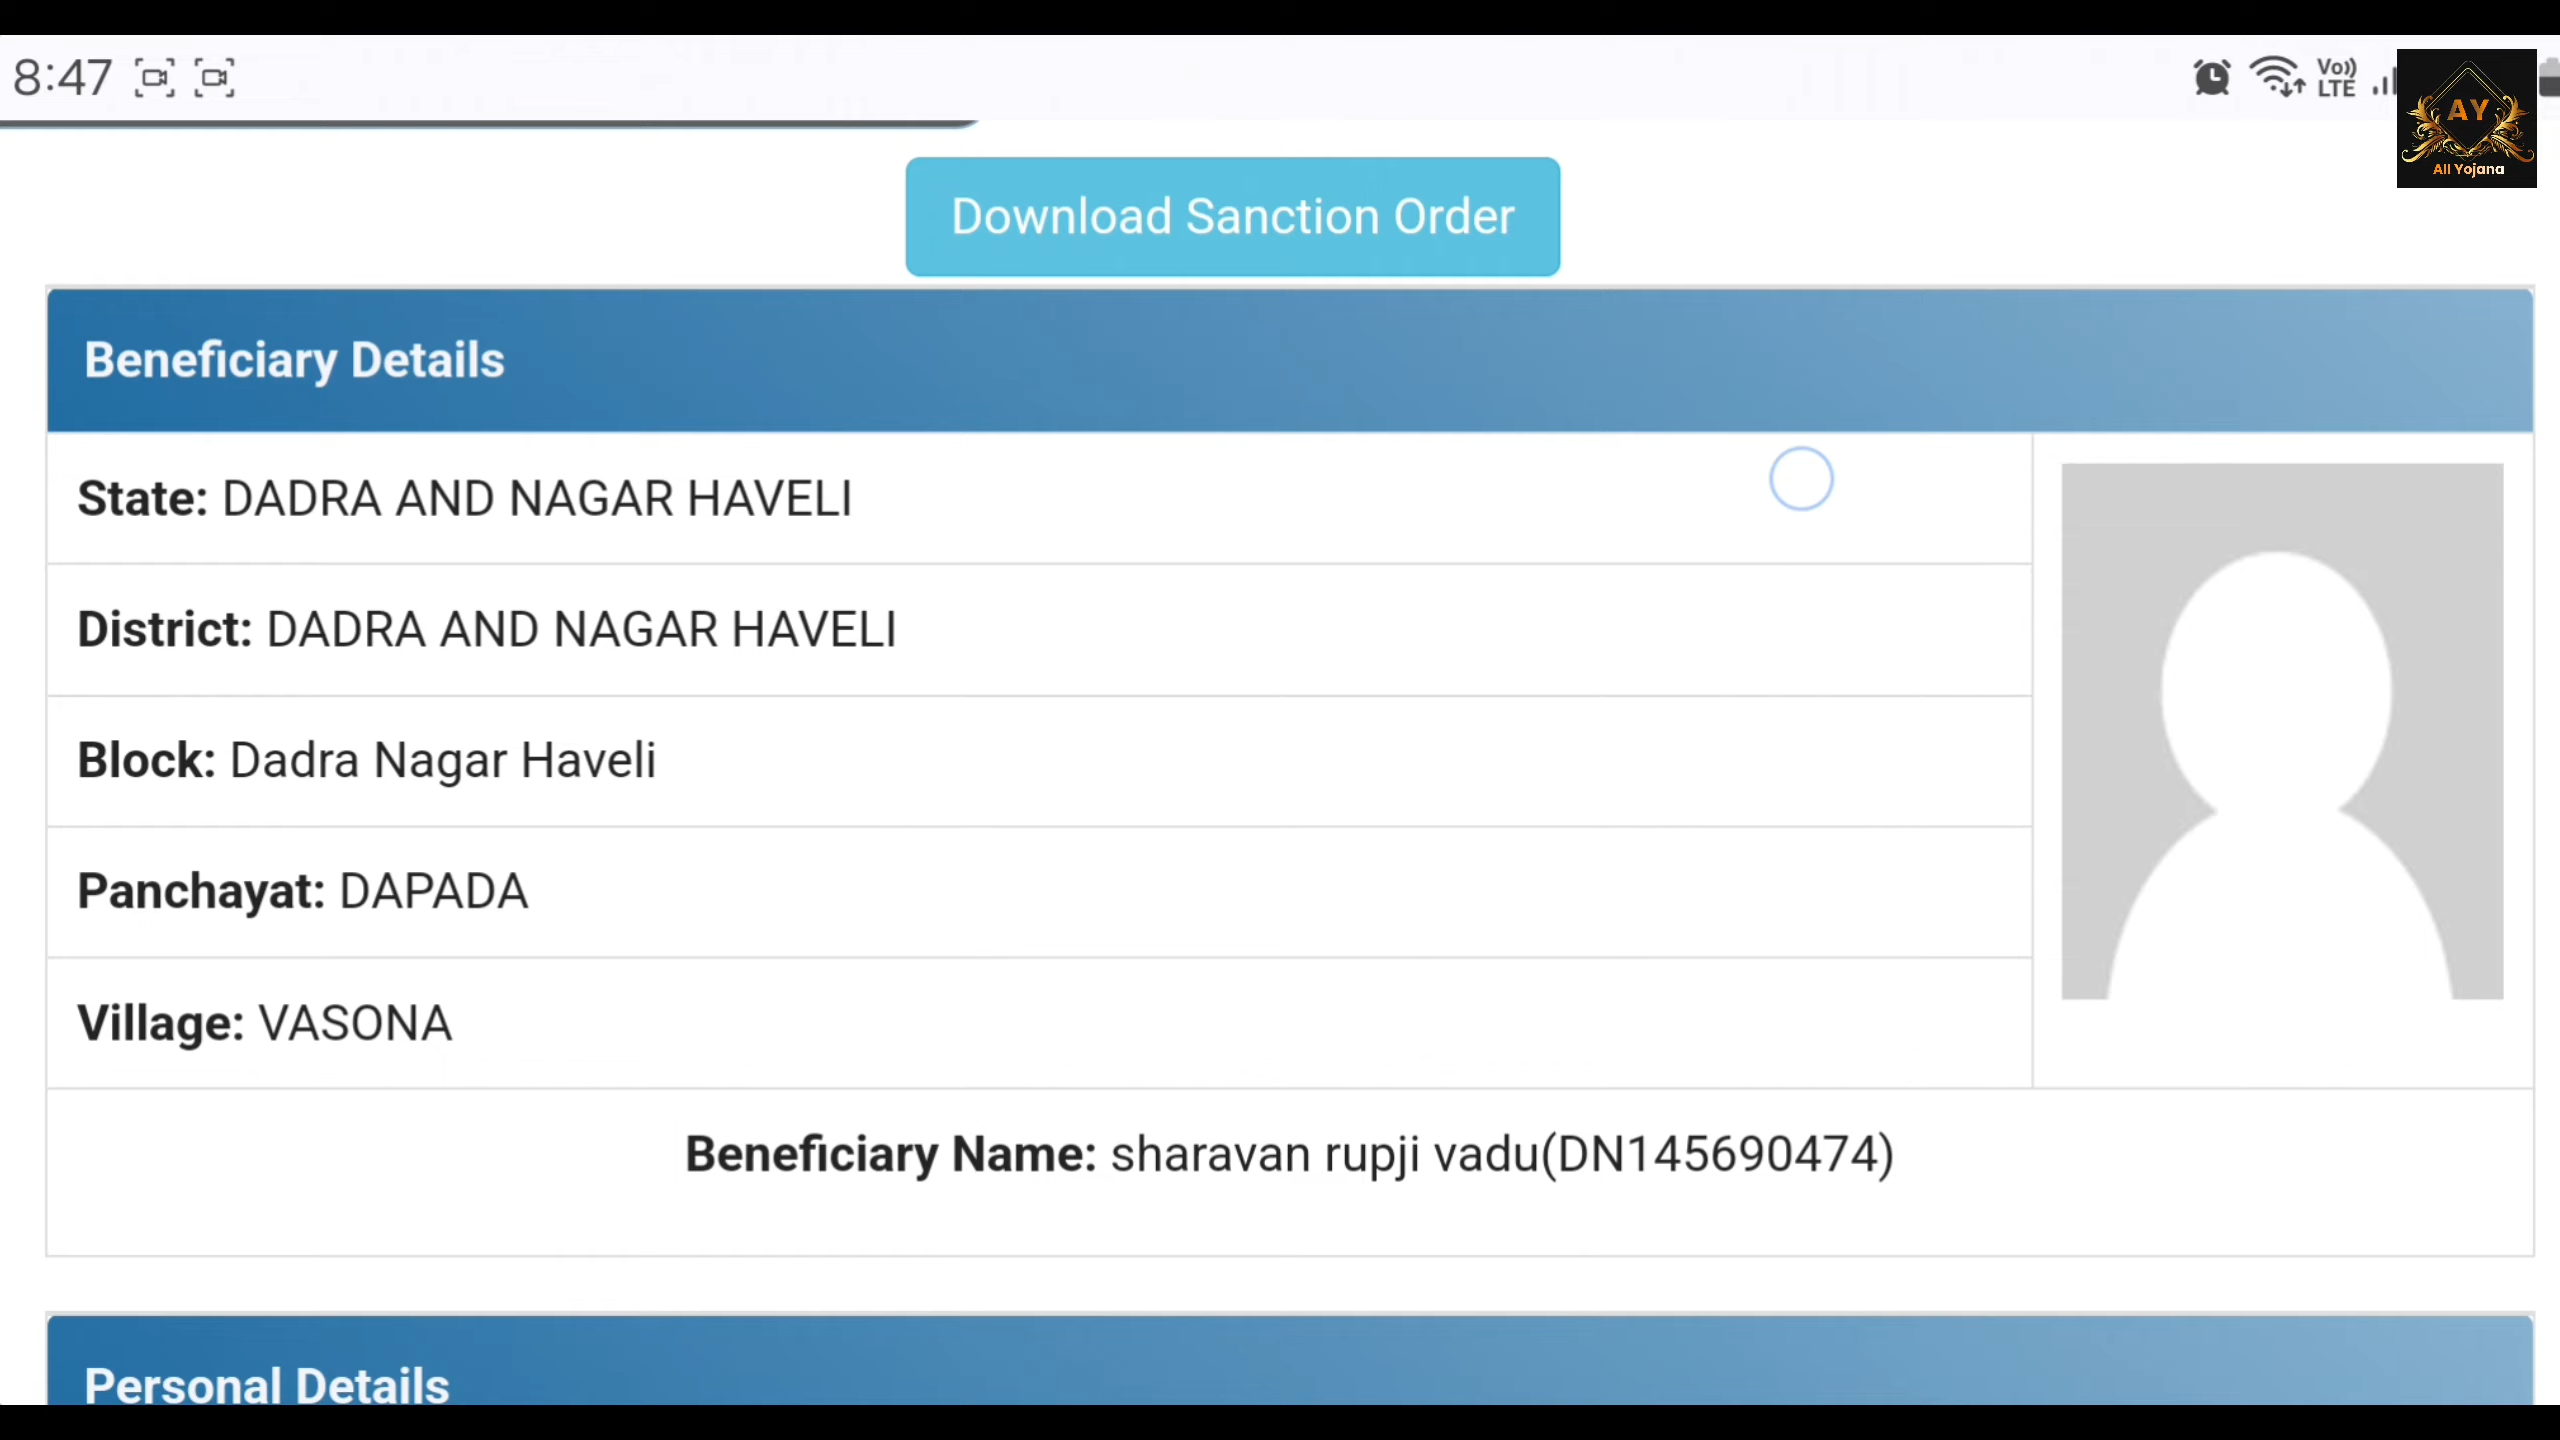 8:47
Vo)) LTE
AY
All Yojana
Download Sanction Order
Beneficiary Details
State: DADRA AND NAGAR HAVELI
District: DADRA AND NAGAR HAVELI
Block: Dadra Nagar Haveli
Panchayat: DAPADA
Village: VASONA
Beneficiary Name: sharavan rupji vadu(DN145690474)
Personal Details